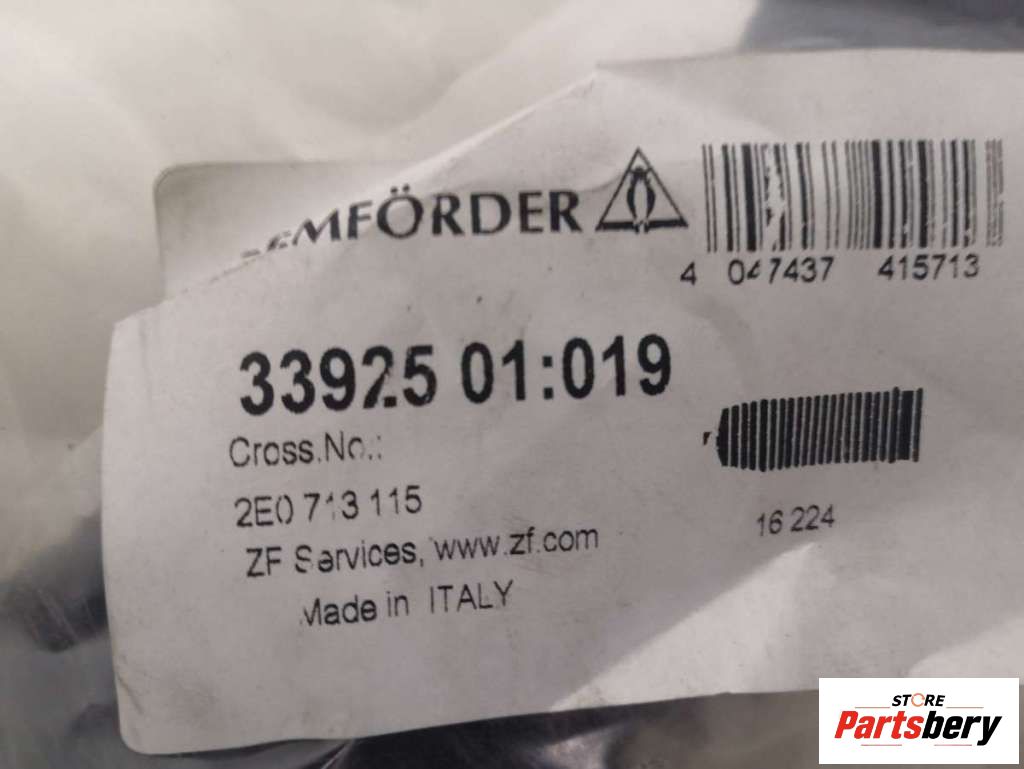 LEMFÖRDER
4 047437 415713
33925 01:019
Cross.No.:
2E0 713 115
16 224
ZF Services, www.zf.com
Made in ITALY
STORE
Partsbery